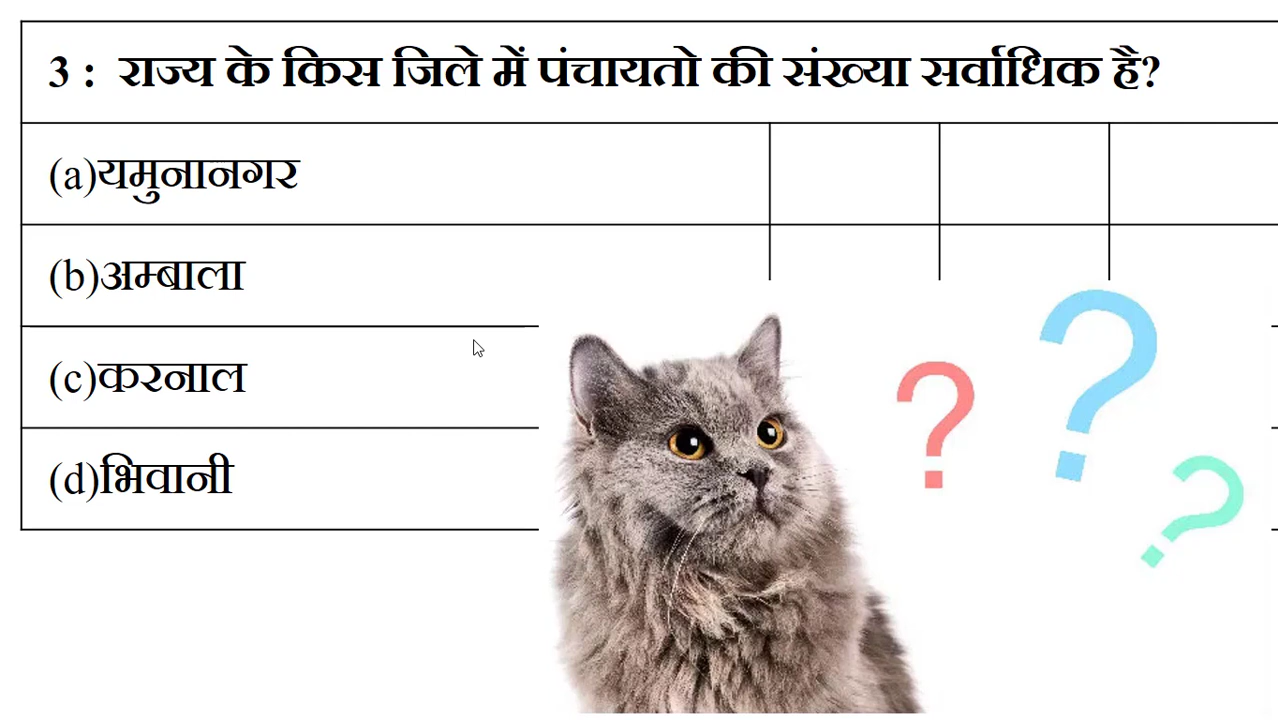 3 : राज्य के किस जिले में पंचायतो की संख्या सर्वाधिक है?
(a)यमुनानगर
(b)अम्बाला
(c)करनाल
(d)भिवानी
? ? ?